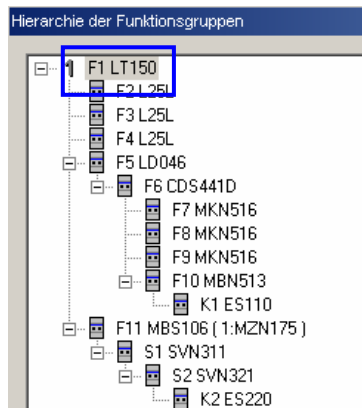 Hierarchie der Funktionsgruppen
F1 LT150
F2 L25L
F3 L25L
F4 L25L
F5 LD046
F6 CDS441D
F7 MKN516
F8 MKN516
F9 MKN516
F10 MBN513
K1 ES110
F11 MBS106 ( 1:MZN175 )
S1 SVN311
S2 SVN321
K2 ES220